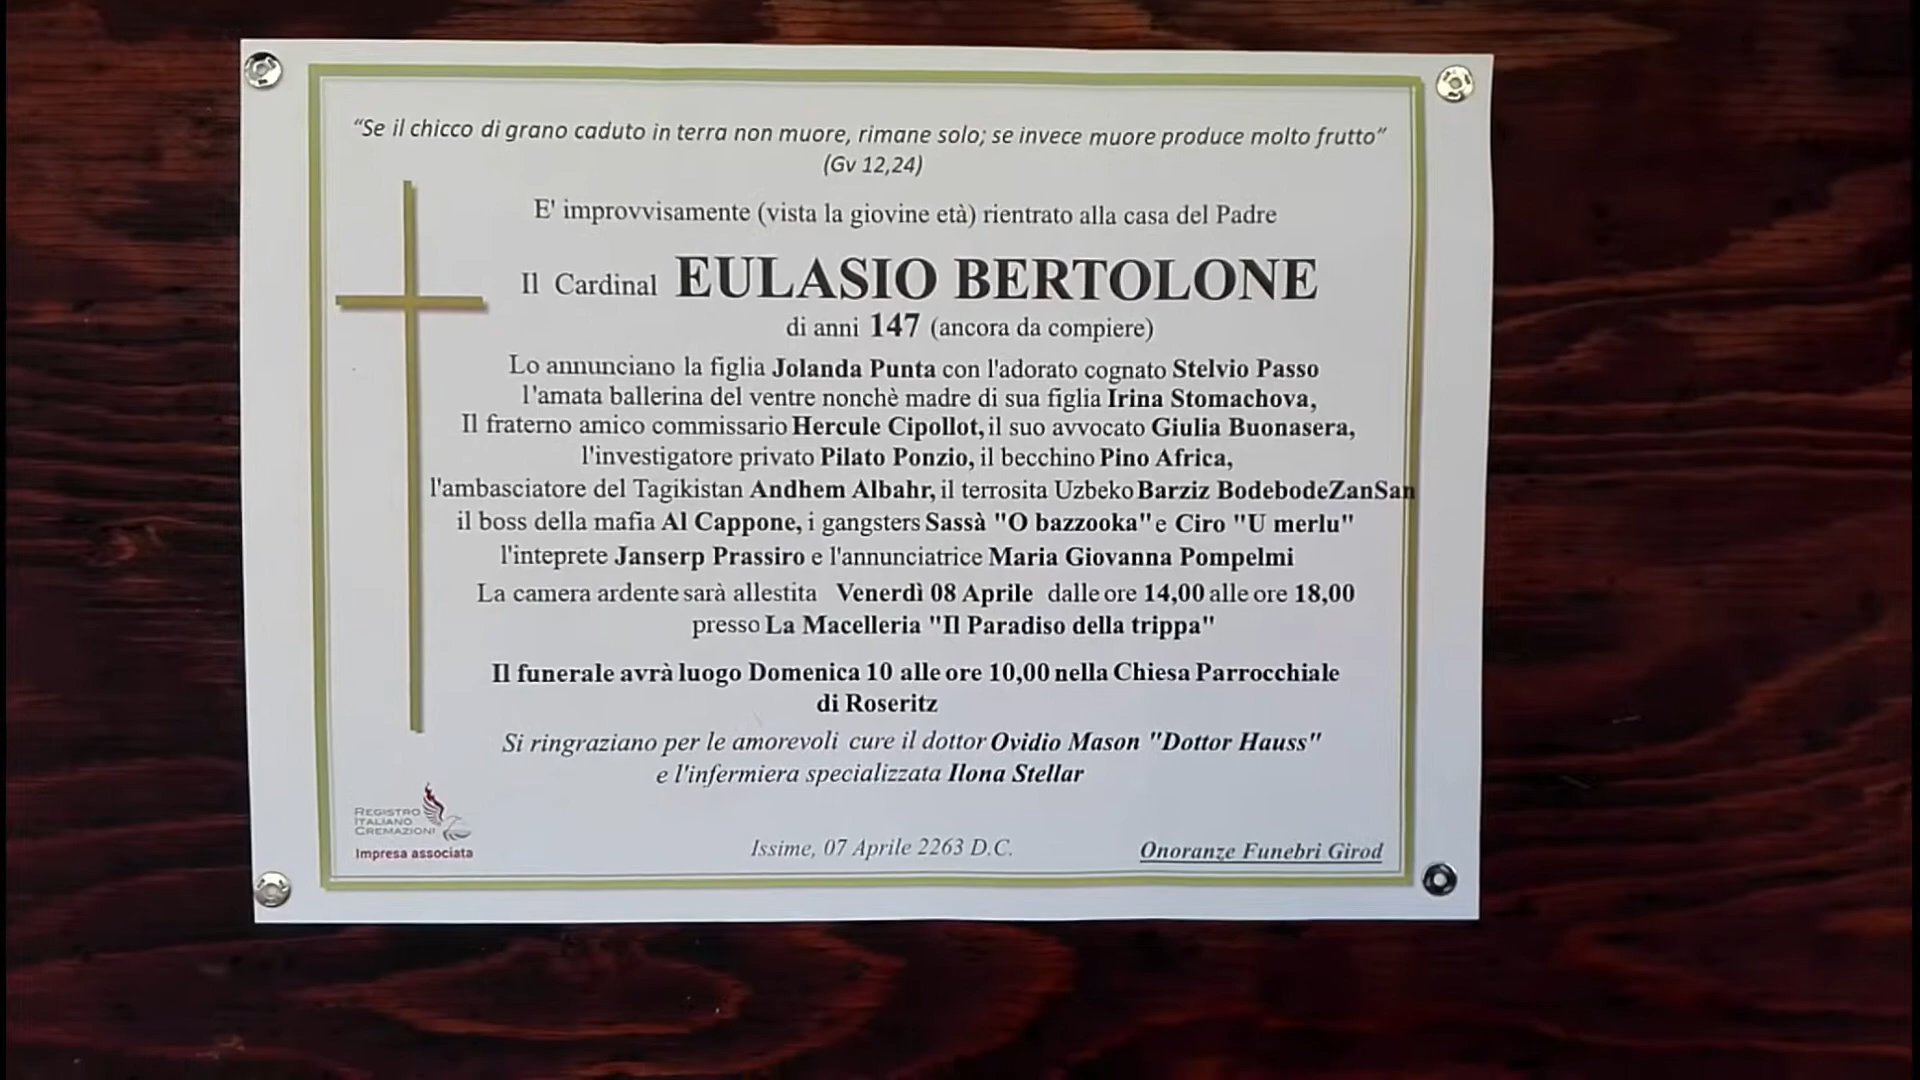 “Se il chicco di grano caduto in terra non muore, rimane solo; se invece muore produce molto frutto”
(Gv 12,24)
E' improvvisamente (vista la giovine età) rientrato alla casa del Padre
Il Cardinal EULASIO BERTOLONE
di anni 147 (ancora da compiere)
Lo annunciano la figlia Jolanda Punta con l'adorato cognato Stelvio Passo
l'amata ballerina del ventre nonchè madre di sua figlia Irina Stomachova,
Il fraterno amico commissario Hercule Cipollot, il suo avvocato Giulia Buonasera,
l'investigatore privato Pilato Ponzio, il becchino Pino Africa,
l'ambasciatore del Tagikistan Andhem Albahr, il terrosita Uzbeko Barziz BodebodeZanSan
il boss della mafia Al Cappone, i gangsters Sassà "O bazzooka" e Ciro "U merlu"
l'inteprete Janserp Prassiro e l'annunciatrice Maria Giovanna Pompelmi
La camera ardente sarà allestita Venerdì 08 Aprile dalle ore 14,00 alle ore 18,00
presso La Macelleria "Il Paradiso della trippa"
Il funerale avrà luogo Domenica 10 alle ore 10,00 nella Chiesa Parrocchiale
di Roseritz
Si ringraziano per le amorevoli cure il dottor Ovidio Mason "Dottor Hauss"
e l'infermiera specializzata Ilona Stellar
REGISTRO
ITALIANO
CREMAZIONI
Impresa associata
Issime, 07 Aprile 2263 D.C.
Onoranze Funebri Girod